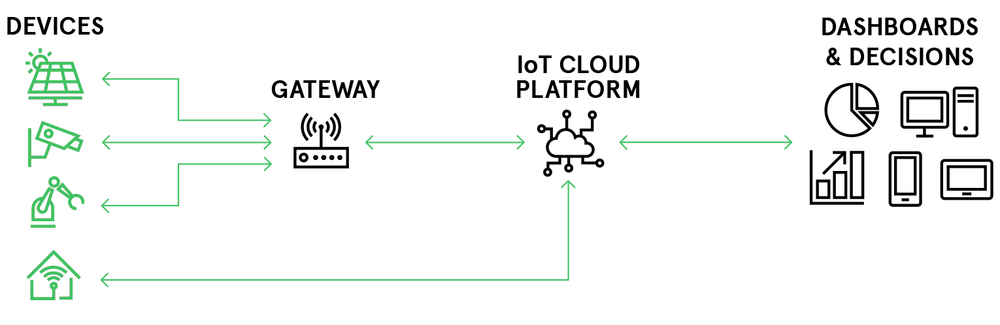 DEVICES
GATEWAY
IoT CLOUD
PLATFORM
DASHBOARDS
& DECISIONS